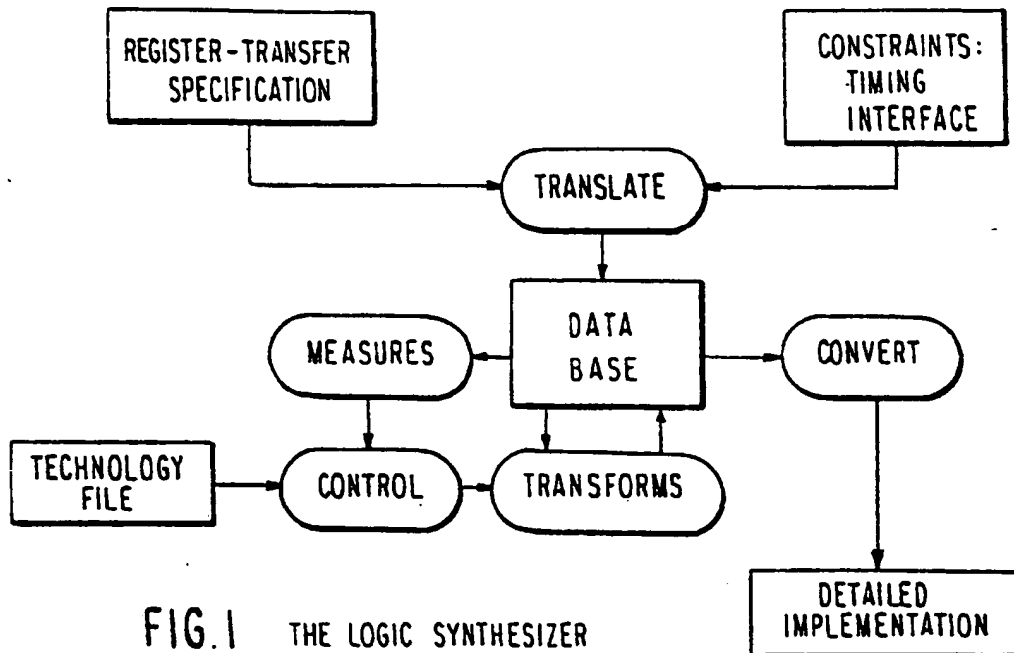 REGISTER-TRANSFER
SPECIFICATION
CONSTRAINTS:
TIMING
INTERFACE
TRANSLATE
DATA
BASE
MEASURES
CONVERT
TECHNOLOGY
FILE
CONTROL
TRANSFORMS
DETAILED
IMPLEMENTATION
FIG.1 THE LOGIC SYNTHESIZER